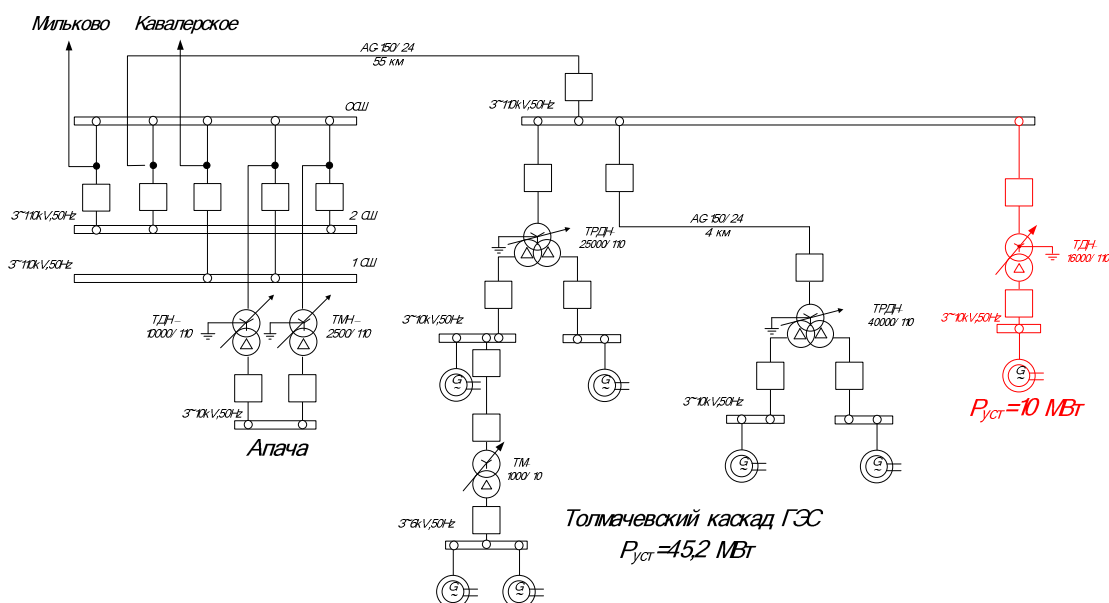 Мильково
Кавалерское
AG 150/24
55 км
ОСШ
3~110kV,50Hz
3~110kV,50Hz
2 СШ
3~110kV,50Hz
1 СШ
ТРДН-
25000/110
AG 150/24
4 км
ТДН-
16000/110
ТДН-
10000/110
ТМН-
2500/110
ТРДН-
40000/110
3~10kV,50Hz
3~10kV,50Hz
G
~
G
~
G
~
3~10kV,50Hz
3~10kV,50Hz
Pуст=10 МВт
Апача
ТМ-
1000/10
G
~
G
~
3~6kV,50Hz
Толмачевский каскад ГЭС
Pуст=45,2 МВт
G
~
G
~